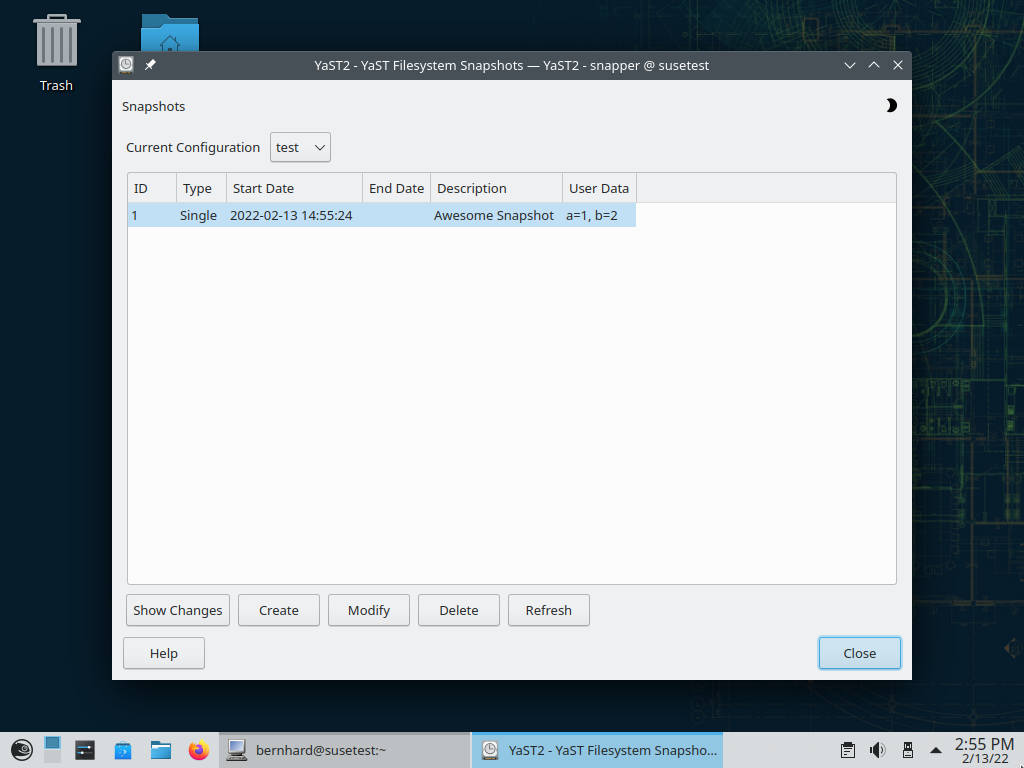 Trash
YaST2 - YaST Filesystem Snapshots — YaST2 - snapper @ susetest
Snapshots
Current Configuration test
ID Type Start Date End Date Description User Data
1 Single 2022-02-13 14:55:24 Awesome Snapshot a=1, b=2
Show Changes Create Modify Delete Refresh
Help Close
bernhard@susetest:~ YaST2 - YaST Filesystem Snapsho... 2:55 PM
2/13/22